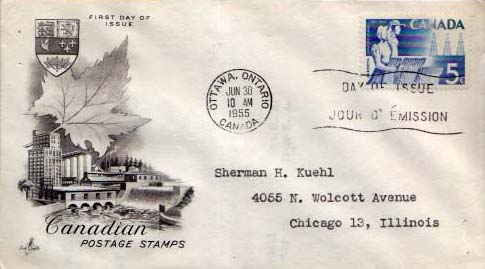 FIRST DAY OF
ISSUE
CANADA
5¢
OTTAWA, ONTARIO
JUN 30
10 AM
1955
CANADA
DAY OF ISSUE
JOUR D'ÉMISSION
Sherman H. Kuehl
4055 N. Wolcott Avenue
Chicago 13, Illinois
Canadian
POSTAGE STAMPS